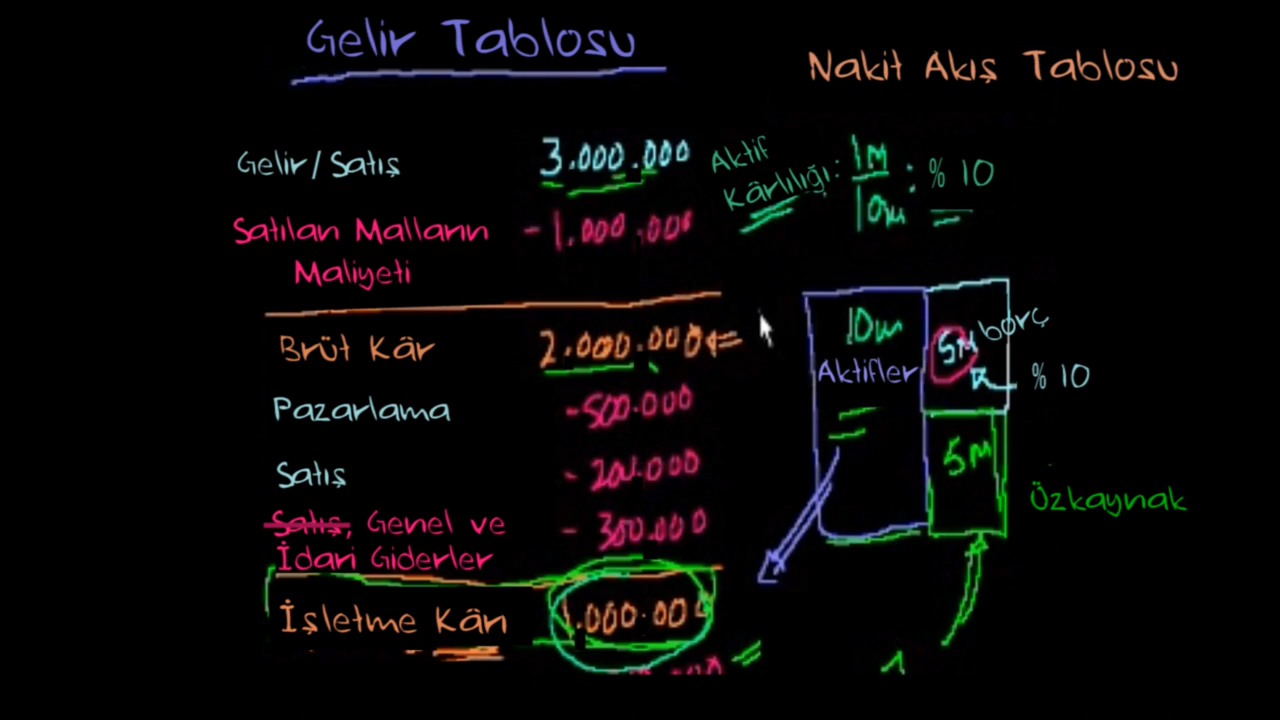 Gelir Tablosu
Nakit Akış Tablosu
Gelir/Satış 3.000.000
Aktif Kârlılığı: 1M / 10M : % 10
Satılan Malların - 1.000.000
Maliyeti
Brüt Kâr 2.000.000
10M
Aktifler
5M borç
% 10
Pazarlama -500.000
Satış - 200.000
5M
Özkaynak
Satış, Genel ve - 300.000
İdari Giderler
İşletme Kârı 1.000.000